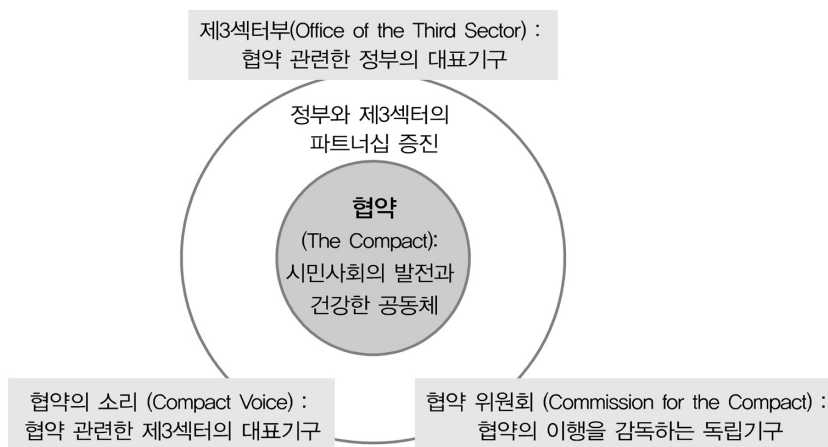 제3섹터부(Office of the Third Sector) :
협약 관련한 정부의 대표기구
정부와 제3섹터의
파트너십 증진
협약
(The Compact):
시민사회의 발전과
건강한 공동체
협약의 소리 (Compact Voice) :
협약 관련한 제3섹터의 대표기구
협약 위원회 (Commission for the Compact) :
협약의 이행을 감독하는 독립기구